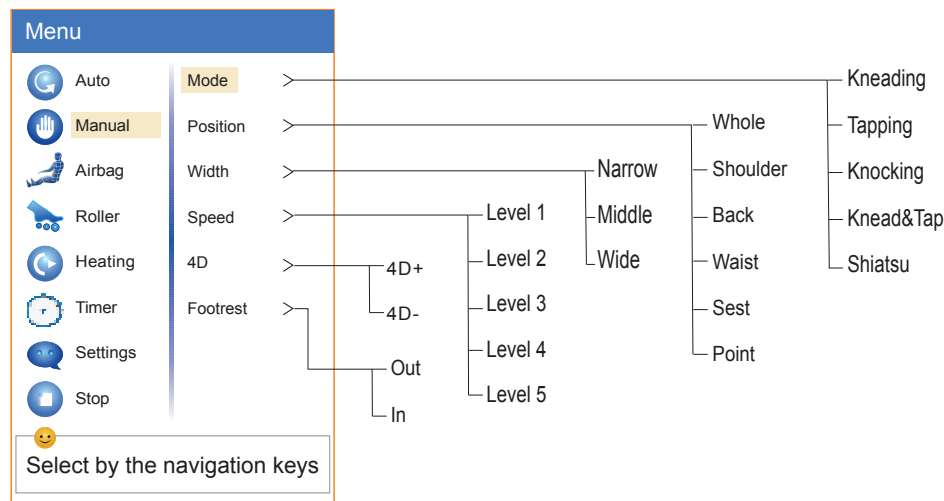 Menu
Auto
Manual
Airbag
Roller
Heating
Timer
Settings
Stop
Mode
Position
Width
Speed
4D
Footrest
Kneading
Tapping
Knocking
Knead&Tap
Shiatsu
Whole
Shoulder
Back
Waist
Sest
Point
Narrow
Middle
Wide
Level 1
Level 2
Level 3
Level 4
Level 5
4D+
4D-
Out
In
Select by the navigation keys